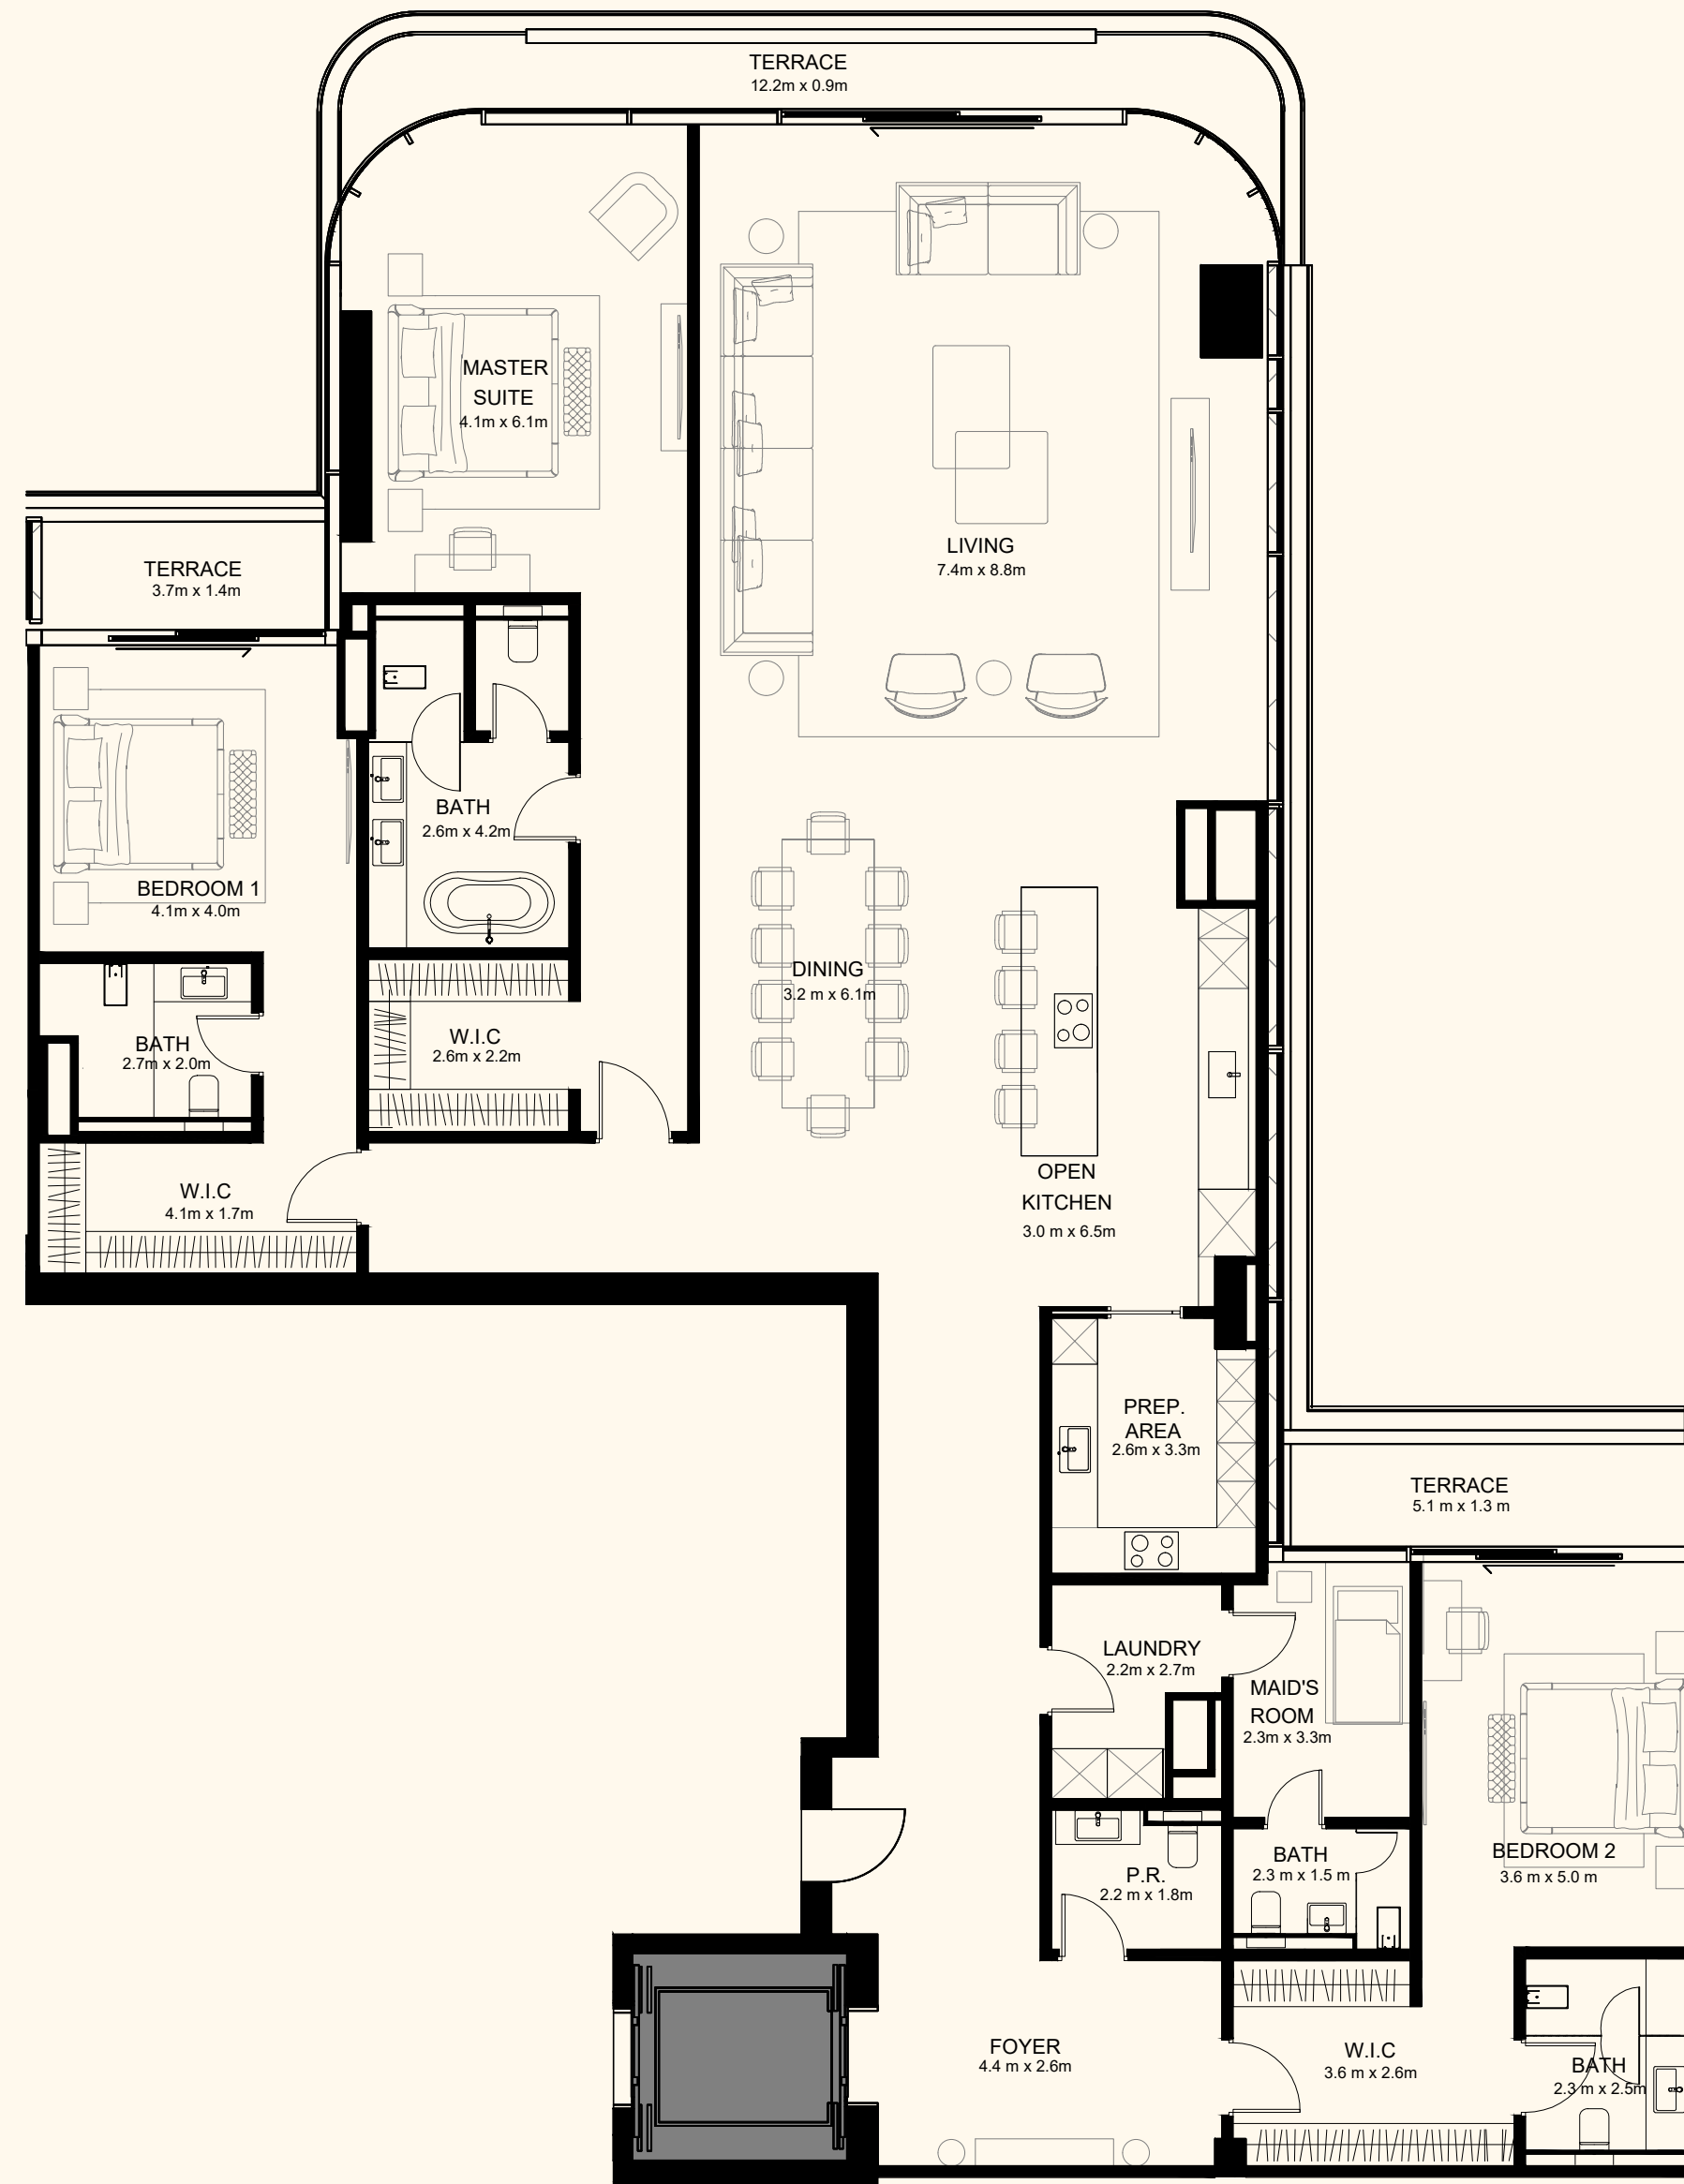 TERRACE
12.2m x 0.9m
MASTER
SUITE
4.1m x 6.1m
LIVING
7.4m x 8.8m
TERRACE
3.7m x 1.4m
BATH
2.6m x 4.2m
BEDROOM 1
4.1m x 4.0m
DINING
3.2 m x 6.1m
BATH
2.7m x 2.0m
W.I.C
2.6m x 2.2m
OPEN
KITCHEN
3.0 m x 6.5m
W.I.C
4.1m x 1.7m
PREP.
AREA
2.6m x 3.3m
TERRACE
5.1 m x 1.3 m
LAUNDRY
2.2m x 2.7m
MAID'S
ROOM
2.3m x 3.3m
BATH
2.3 m x 1.5 m
BEDROOM 2
3.6 m x 5.0 m
P.R.
2.2 m x 1.8m
FOYER
4.4 m x 2.6m
W.I.C
3.6 m x 2.6m
BATH
2.3 m x 2.5m